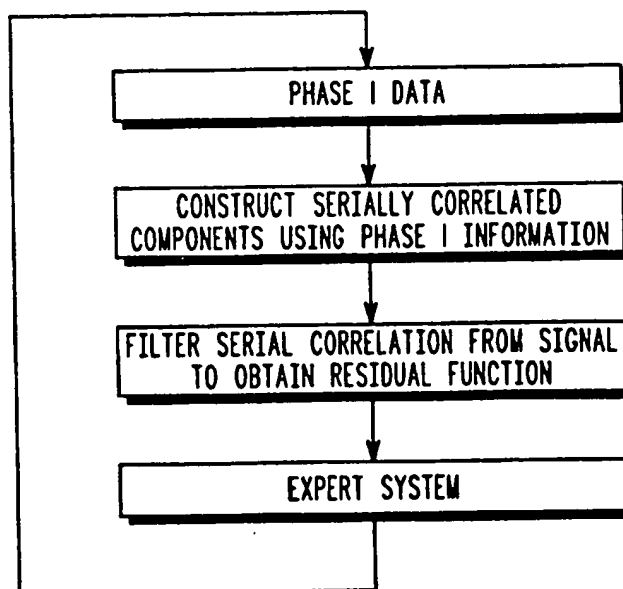 PHASE I DATA
CONSTRUCT SERIALLY CORRELATED
COMPONENTS USING PHASE I INFORMATION
FILTER SERIAL CORRELATION FROM SIGNAL
TO OBTAIN RESIDUAL FUNCTION
EXPERT SYSTEM